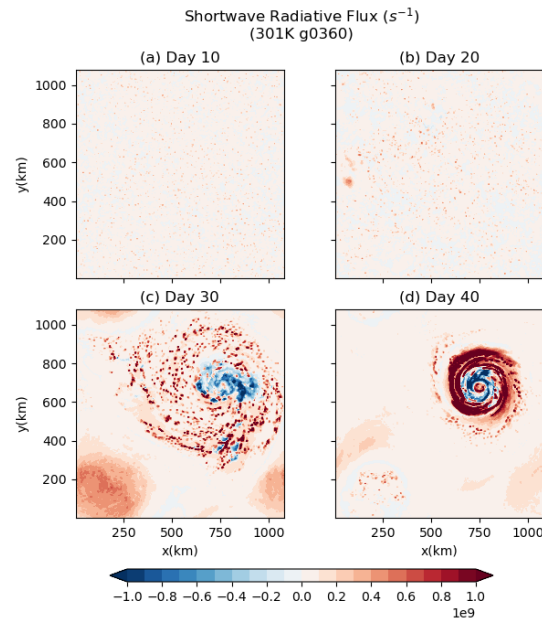 Shortwave Radiative Flux (s⁻¹)
(301K g0360)
(a) Day 10
(b) Day 20
1000
800
600
400
200
y(km)
(c) Day 30
(d) Day 40
1000
800
600
400
200
y(km)
250 500 750 1000
250 500 750 1000
x(km)
x(km)
−1.0 −0.8 −0.6 −0.4 −0.2 0.0 0.2 0.4 0.6 0.8 1.0
1e9